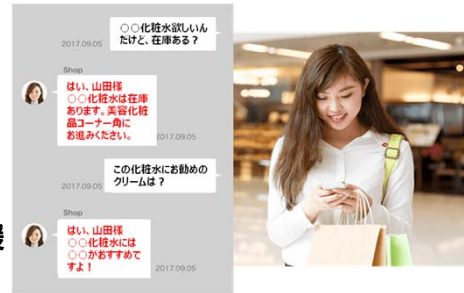 ○○化粧水欲しいん
だけど、在庫ある？
2017.09.05
Shop
はい、山田様
○○化粧水は在庫
あります。美容化粧
品コーナー角に
お進みください。
2017.09.05
この化粧水にお勧めの
クリームは？
2017.09.05
Shop
はい、山田様
○○化粧水には
○○がおすすめで
すよ！
2017.09.05